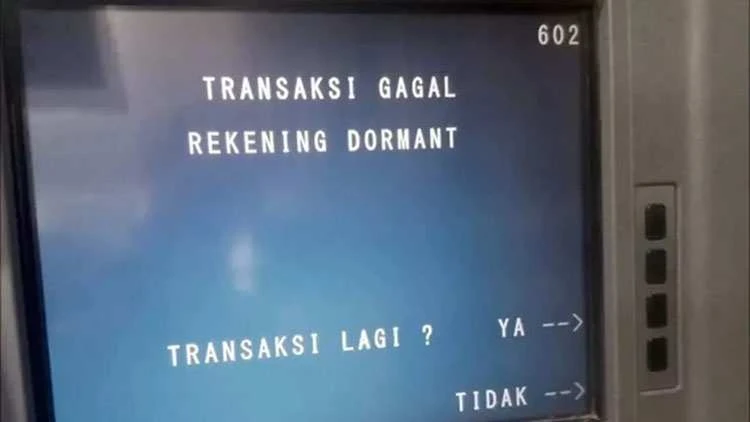 602
TRANSAKSI GAGAL
REKENING DORMANT
TRANSAKSI LAGI ? YA -->
TIDAK -->